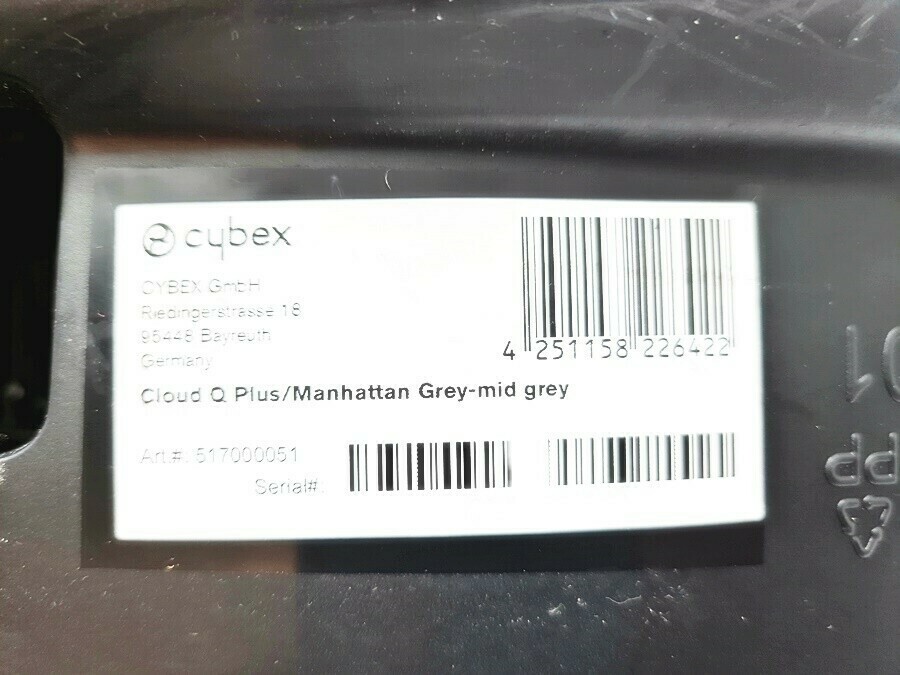 cybex
CYBEX GmbH
Riedingerstrasse 18
95448 Bayreuth
Germany
4 251158 226422
Cloud Q Plus/Manhattan Grey-mid grey
Art.#: 517000051
Serial#:
01
PP